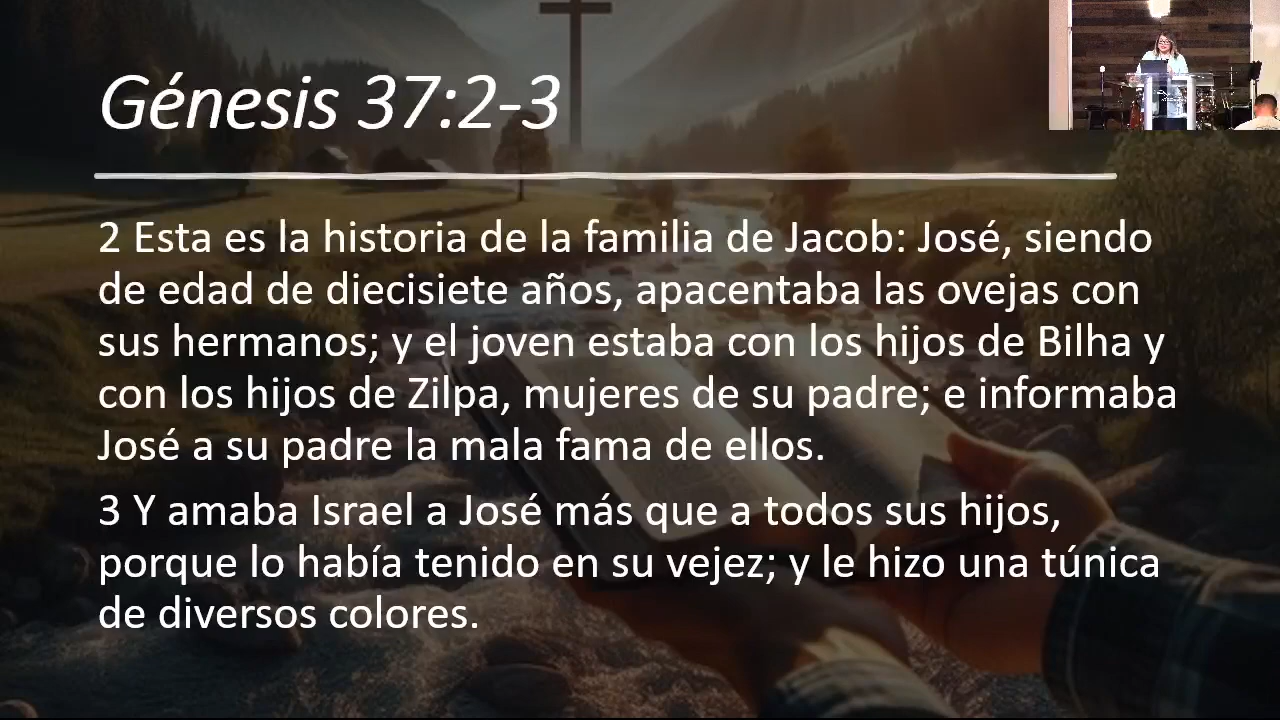 Génesis 37:2-3
2 Esta es la historia de la familia de Jacob: José, siendo
de edad de diecisiete años, apacentaba las ovejas con
sus hermanos; y el joven estaba con los hijos de Bilha y
con los hijos de Zilpa, mujeres de su padre; e informaba
José a su padre la mala fama de ellos.
3 Y amaba Israel a José más que a todos sus hijos,
porque lo había tenido en su vejez; y le hizo una túnica
de diversos colores.